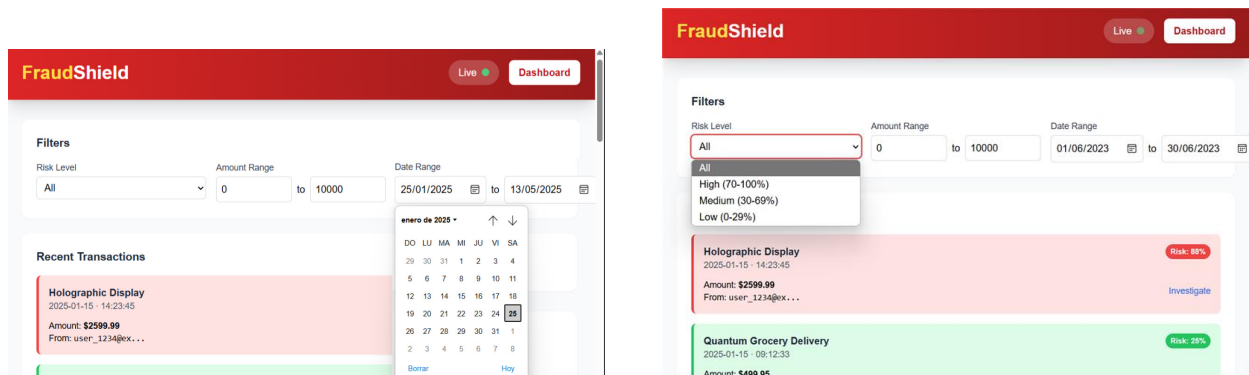 FraudShield
Live
Dashboard
Filters
Risk Level
Amount Range
Date Range
All
0
to
10000
25/01/2025
to
13/05/2025
enero de 2025
DO LU MA MI JU VI SA
29 30 31 1 2 3 4
5 6 7 8 9 10 11
12 13 14 15 16 17 18
19 20 21 22 23 24 25
26 27 28 29 30 31 1
2 3 4 5 6 7 8
Borrar
Hoy
Recent Transactions
Holographic Display
2025-01-15 · 14:23:45
Amount: $2599.99
From: user_1234@ex...
FraudShield
Live
Dashboard
Filters
Risk Level
Amount Range
Date Range
All
0
to
10000
01/06/2023
to
30/06/2023
All
High (70-100%)
Medium (30-69%)
Low (0-29%)
Holographic Display
Risk: 88%
2025-01-15 · 14:23:45
Amount: $2599.99
From: user_1234@ex...
Investigate
Quantum Grocery Delivery
Risk: 25%
2025-01-15 · 09:12:33
Amount: $499.95